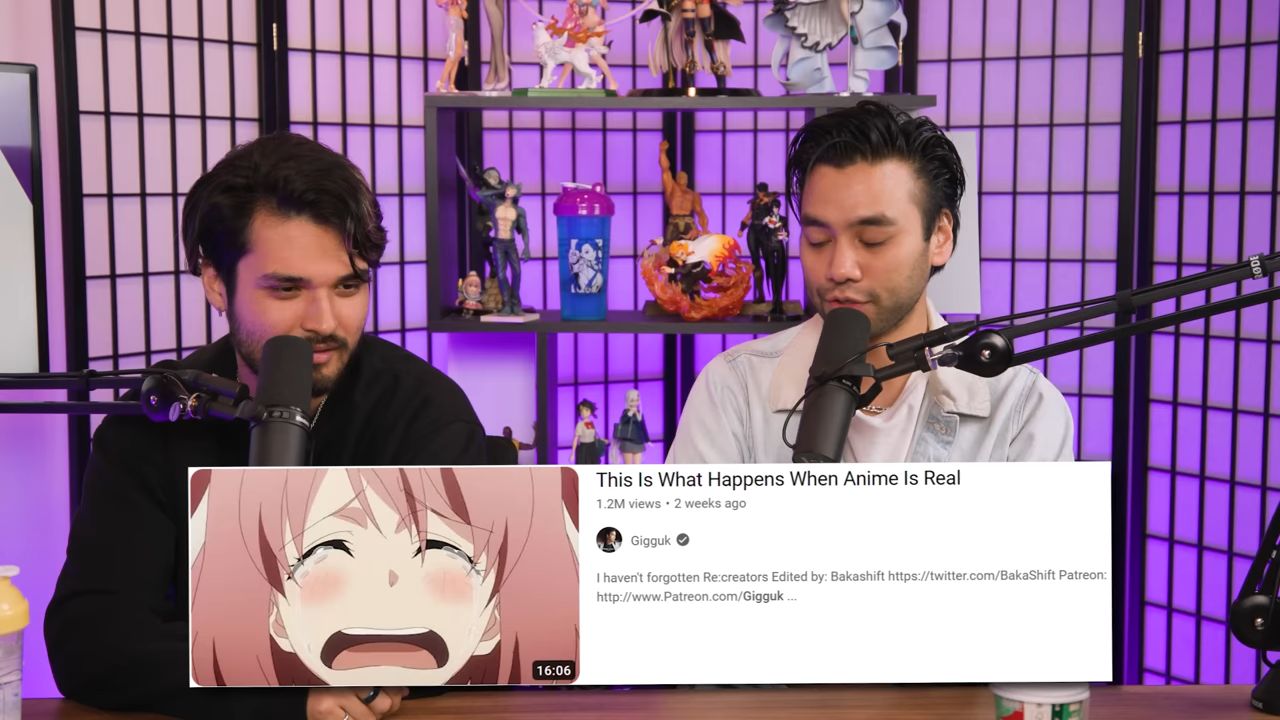 RØDE
This Is What Happens When Anime Is Real
1.2M views • 2 weeks ago
Gigguk
I haven't forgotten Re:creators Edited by: Bakashift https://twitter.com/BakaShift Patreon:
http://www.Patreon.com/Gigguk ...
16:06